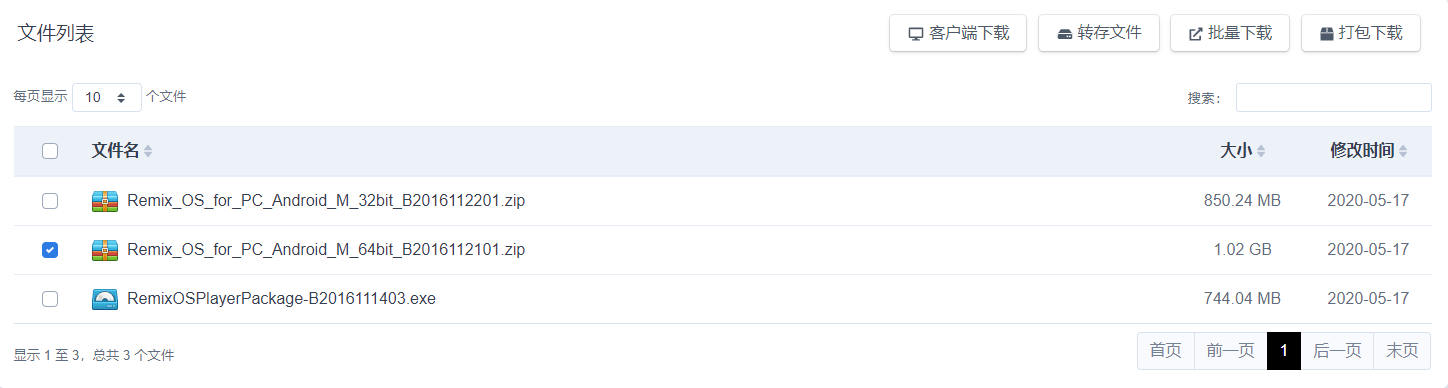 文件列表 客户端下载 转存文件 批量下载 打包下载
每页显示 10 个文件 搜索：
文件名 大小 修改时间
Remix_OS_for_PC_Android_M_32bit_B2016112201.zip 850.24 MB 2020-05-17
Remix_OS_for_PC_Android_M_64bit_B2016112101.zip 1.02 GB 2020-05-17
RemixOSPlayerPackage-B2016111403.exe 744.04 MB 2020-05-17
显示 1 至 3，总共 3 个文件 首页 前一页 1 后一页 末页